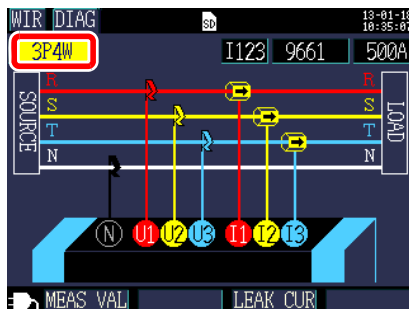 WIR DIAG SD 13-01-18
10:35:07
3P4W I123 9661 500A
R R
S S
T T
N N
SOURCE LOAD
N U1 U2 U3 I1 I2 I3
MEAS VAL LEAK CUR